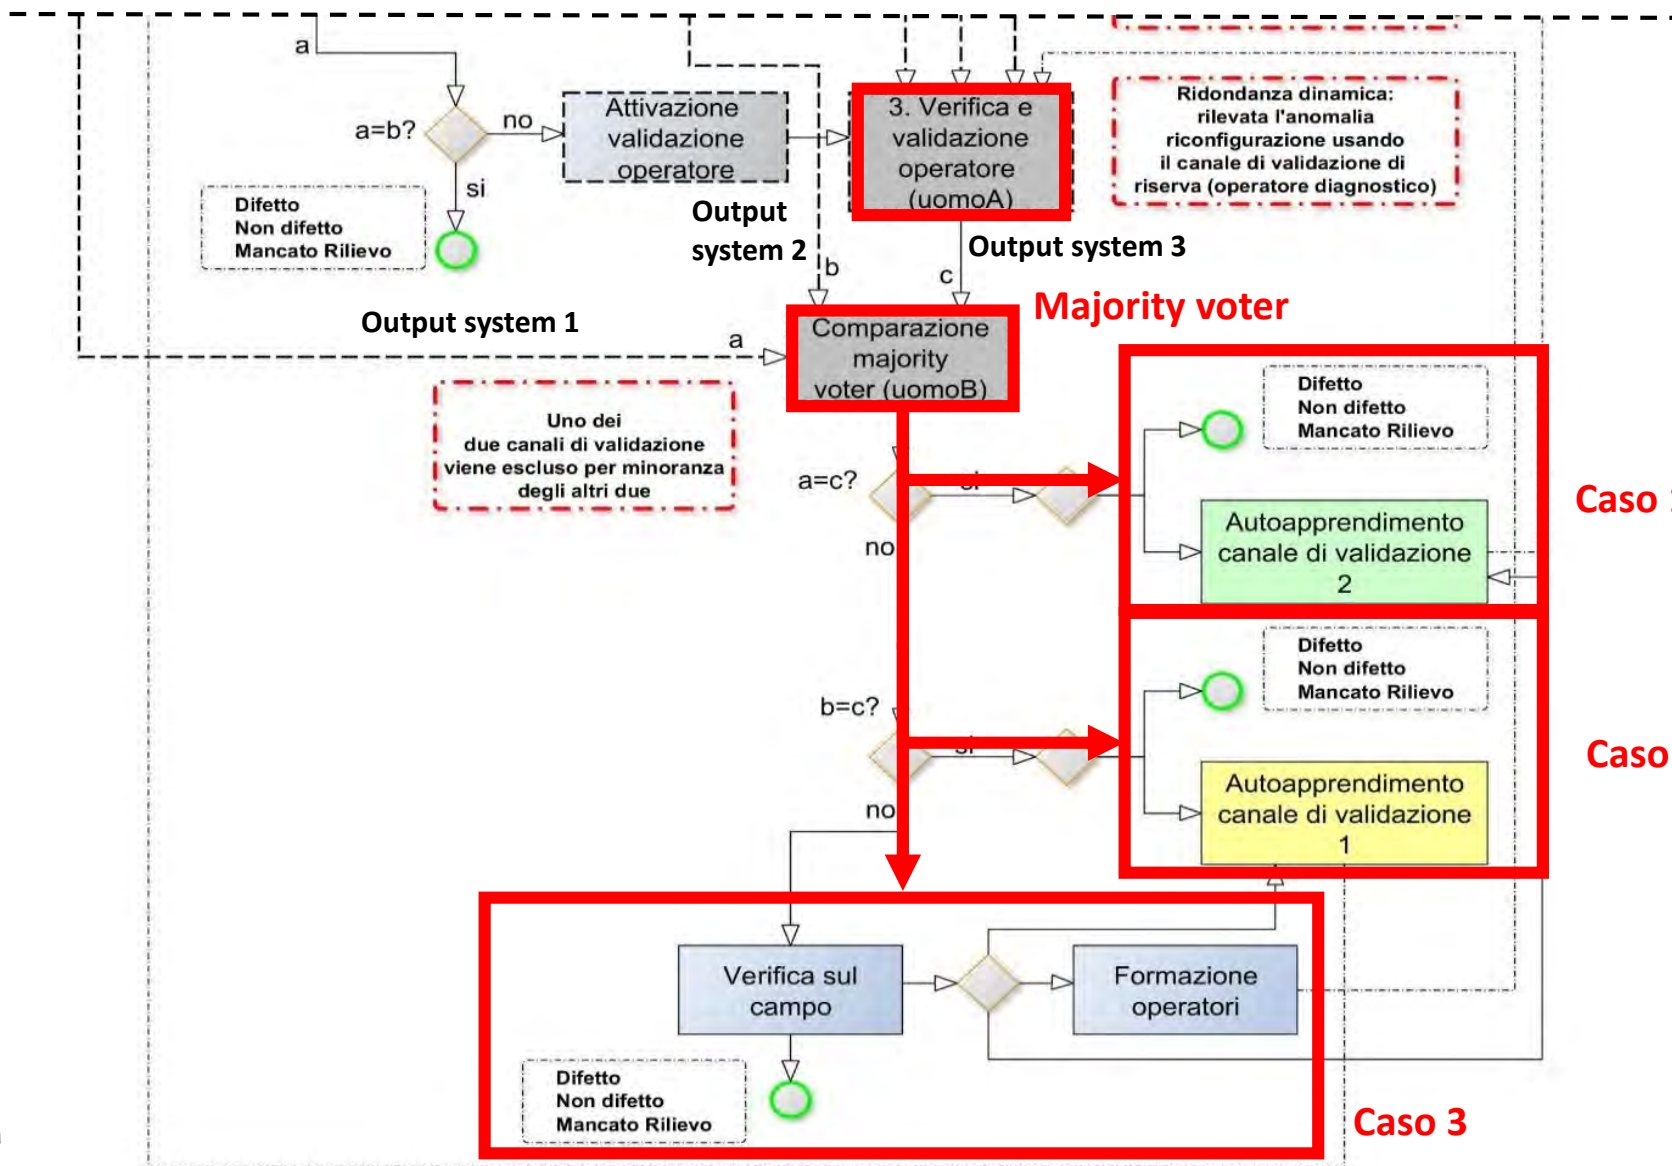 a
a=b?
no
si
Attivazione
validazione
operatore
3. Verifica e
validazione
operatore
(uomoA)
Ridondanza dinamica:
rilevata l'anomalia
riconfigurazione usando
il canale di validazione di
riserva (operatore diagnostico)
Difetto
Non difetto
Mancato Rilievo
Output
system 2
b
Output system 3
c
Majority voter
Output system 1
a
Comparazione
majority
voter (uomoB)
Uno dei
due canali di validazione
viene escluso per minoranza
degli altri due
a=c?
si
no
Difetto
Non difetto
Mancato Rilievo
Autoapprendimento
canale di validazione
2
Caso
b=c?
si
no
Difetto
Non difetto
Mancato Rilievo
Autoapprendimento
canale di validazione
1
Caso
Verifica sul
campo
Formazione
operatori
Difetto
Non difetto
Mancato Rilievo
Caso 3